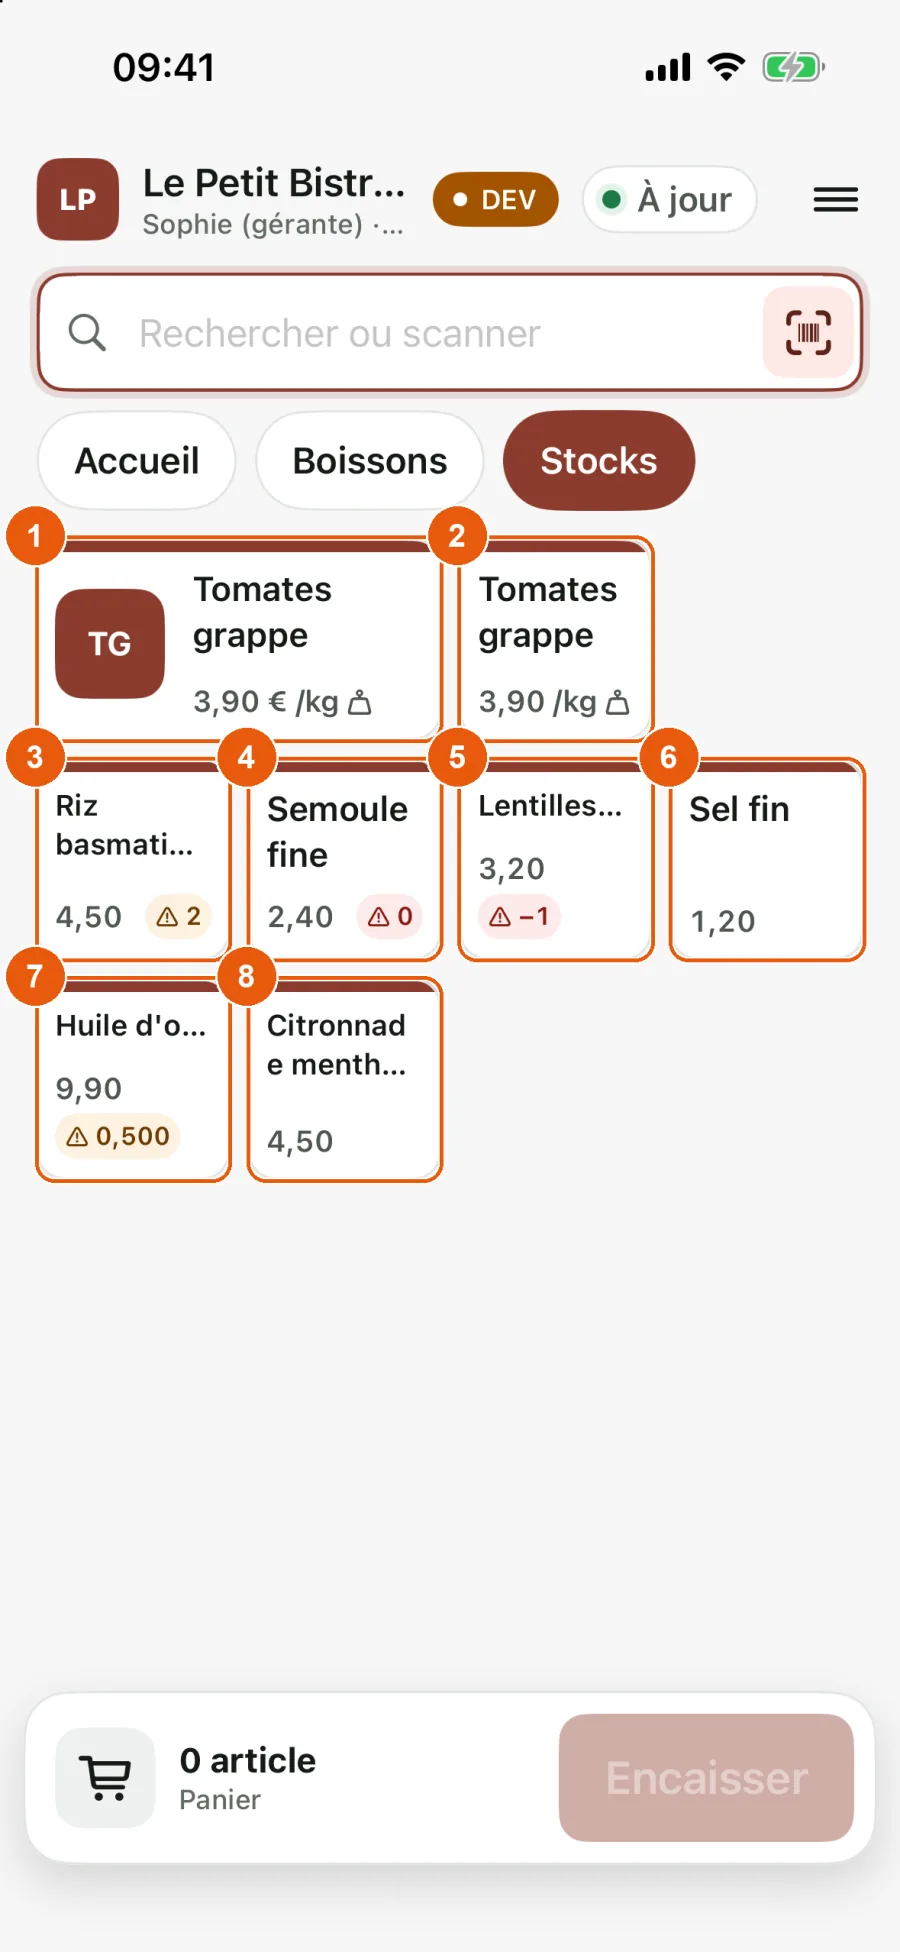 09:41
LP
Le Petit Bistr...
Sophie (gérante) ·...
DEV
À jour
Rechercher ou scanner
Accueil
Boissons
Stocks
1
2
TG
Tomates
grappe
3,90 € /kg
Tomates
grappe
3,90 /kg
3
4
5
6
Riz
basmati...
4,50
2
Semoule
fine
2,40
0
Lentilles...
3,20
−1
Sel fin
1,20
7
8
Huile d'o...
9,90
0,500
Citronnad
e menth...
4,50
0 article
Panier
Encaisser